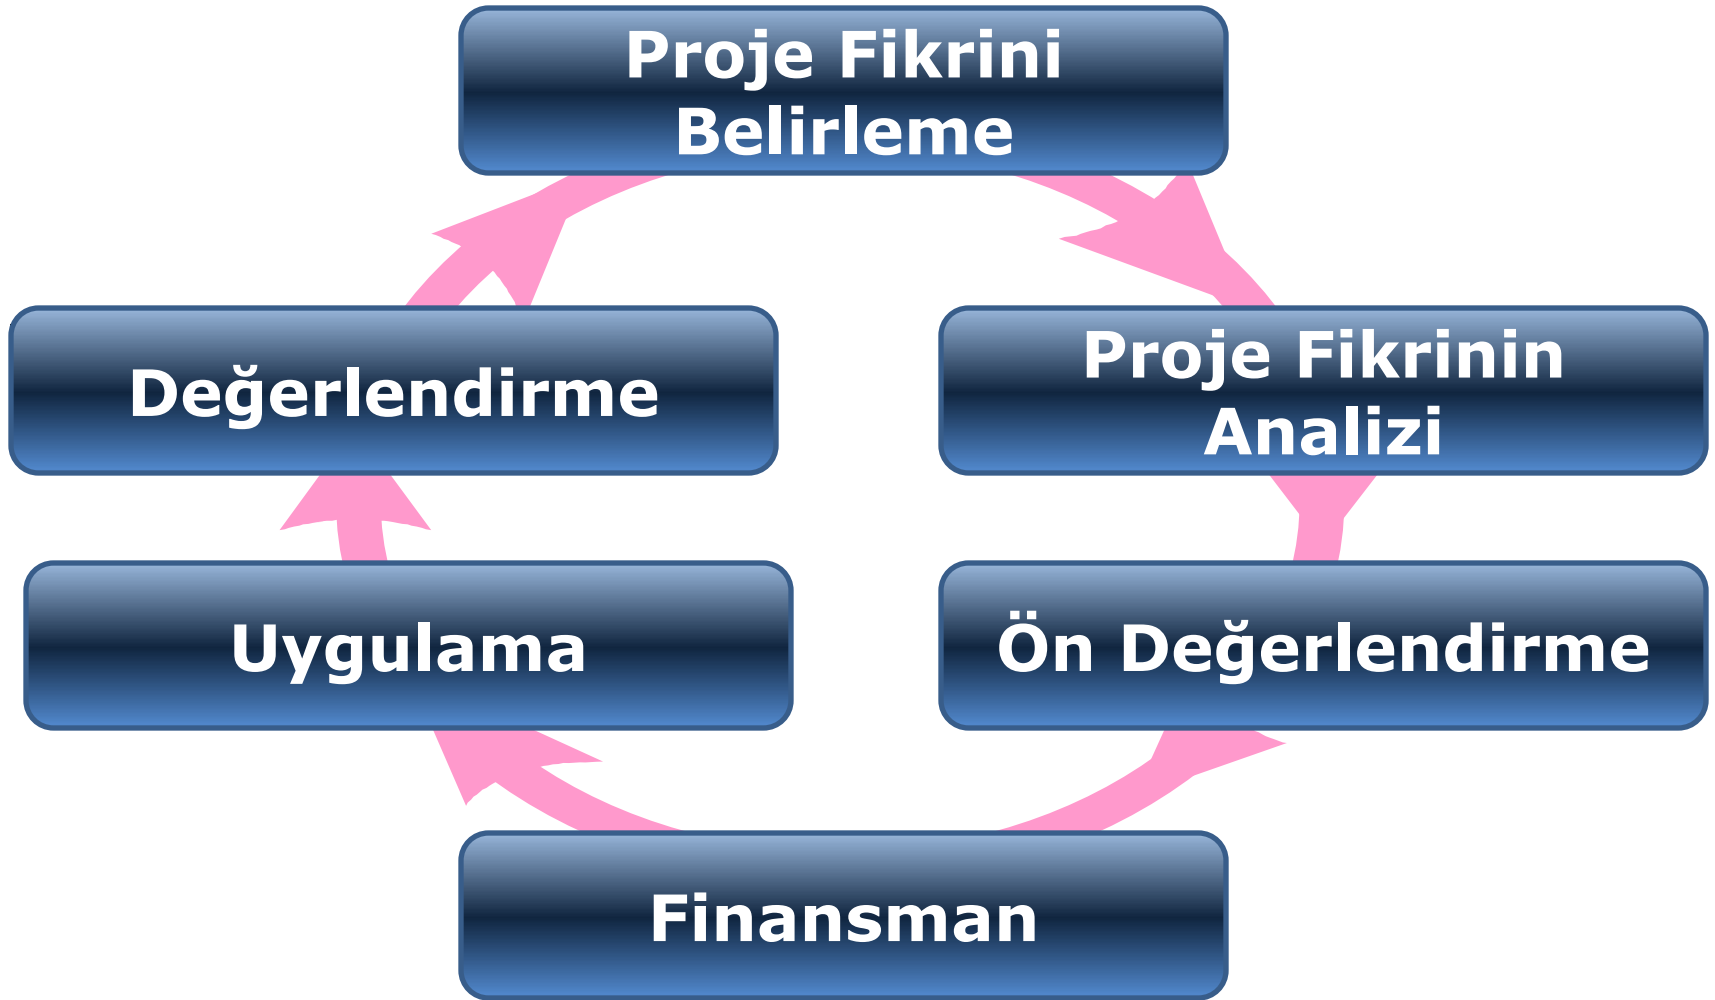 Proje Fikrini
Belirleme
Proje Fikrinin
Analizi
Ön Değerlendirme
Finansman
Uygulama
Değerlendirme